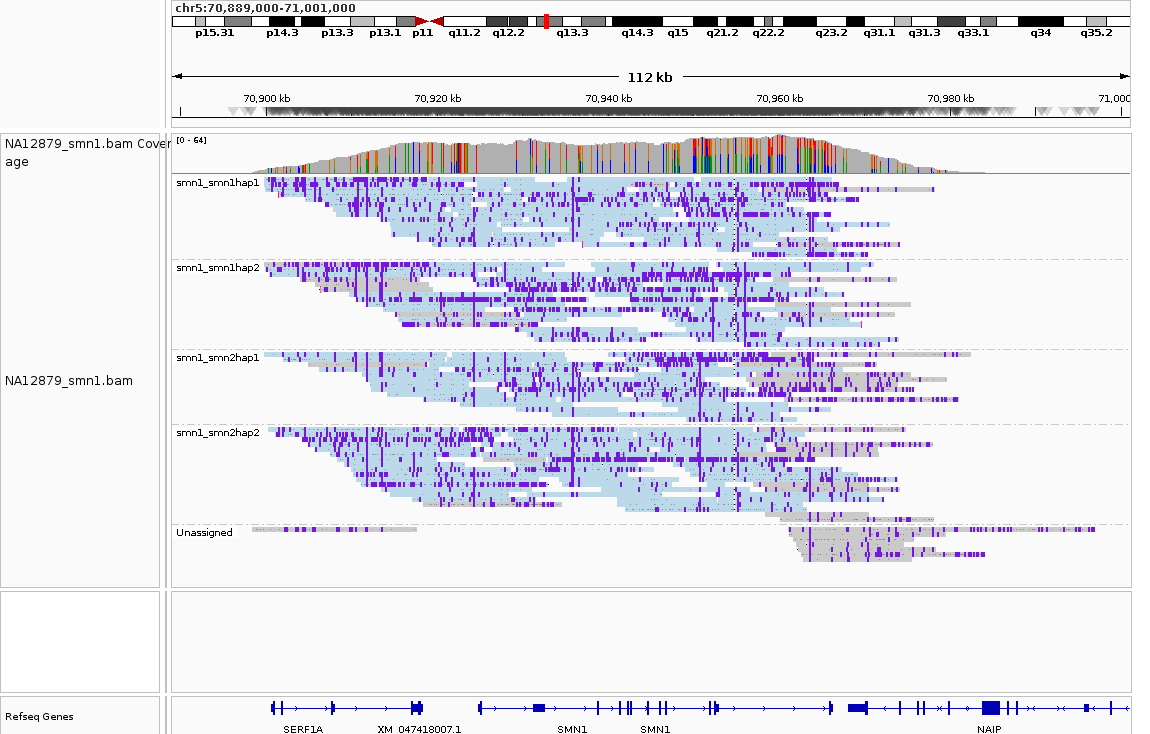 chr5:70,889,000-71,001,000
p15.31 p14.3 p13.3 p13.1 p11 q11.2 q12.2 q13.3 q14.3 q15 q21.2 q22.2 q23.2 q31.1 q31.3 q33.1 q34 q35.2
112 kb
70,900 kb 70,920 kb 70,940 kb 70,960 kb 70,980 kb 71,000
NA12879_smn1.bam Cover
age
[0 - 64]
smn1_smn1hap1
smn1_smn1hap2
smn1_smn2hap1
NA12879_smn1.bam
smn1_smn2hap2
Unassigned
Refseq Genes
SERF1A XM_047418007.1 SMN1 SMN1 NAIP